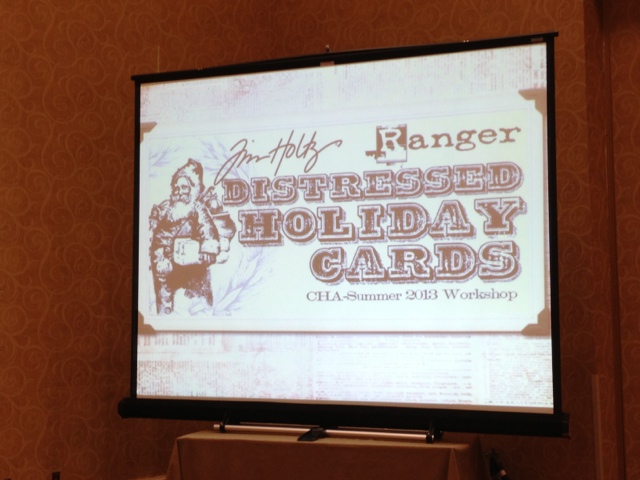 Tim Holtz Ranger
DISTRESSED
HOLIDAY
CARDS
CHA-Summer 2013 Workshop